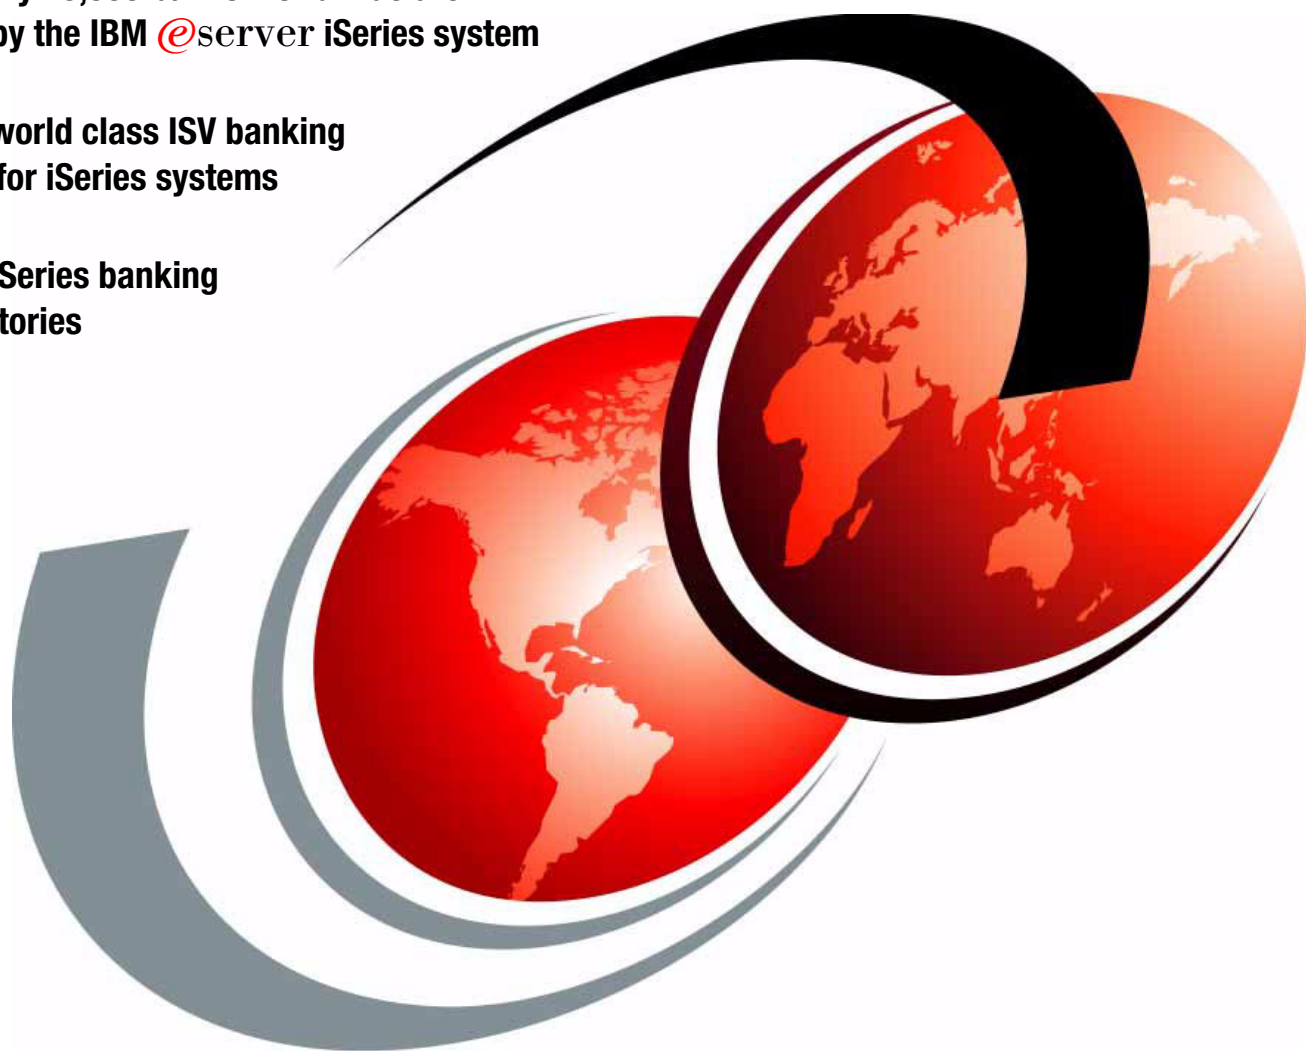 by the IBM @server iSeries system
world class ISV banking
for iSeries systems
Series banking
tories